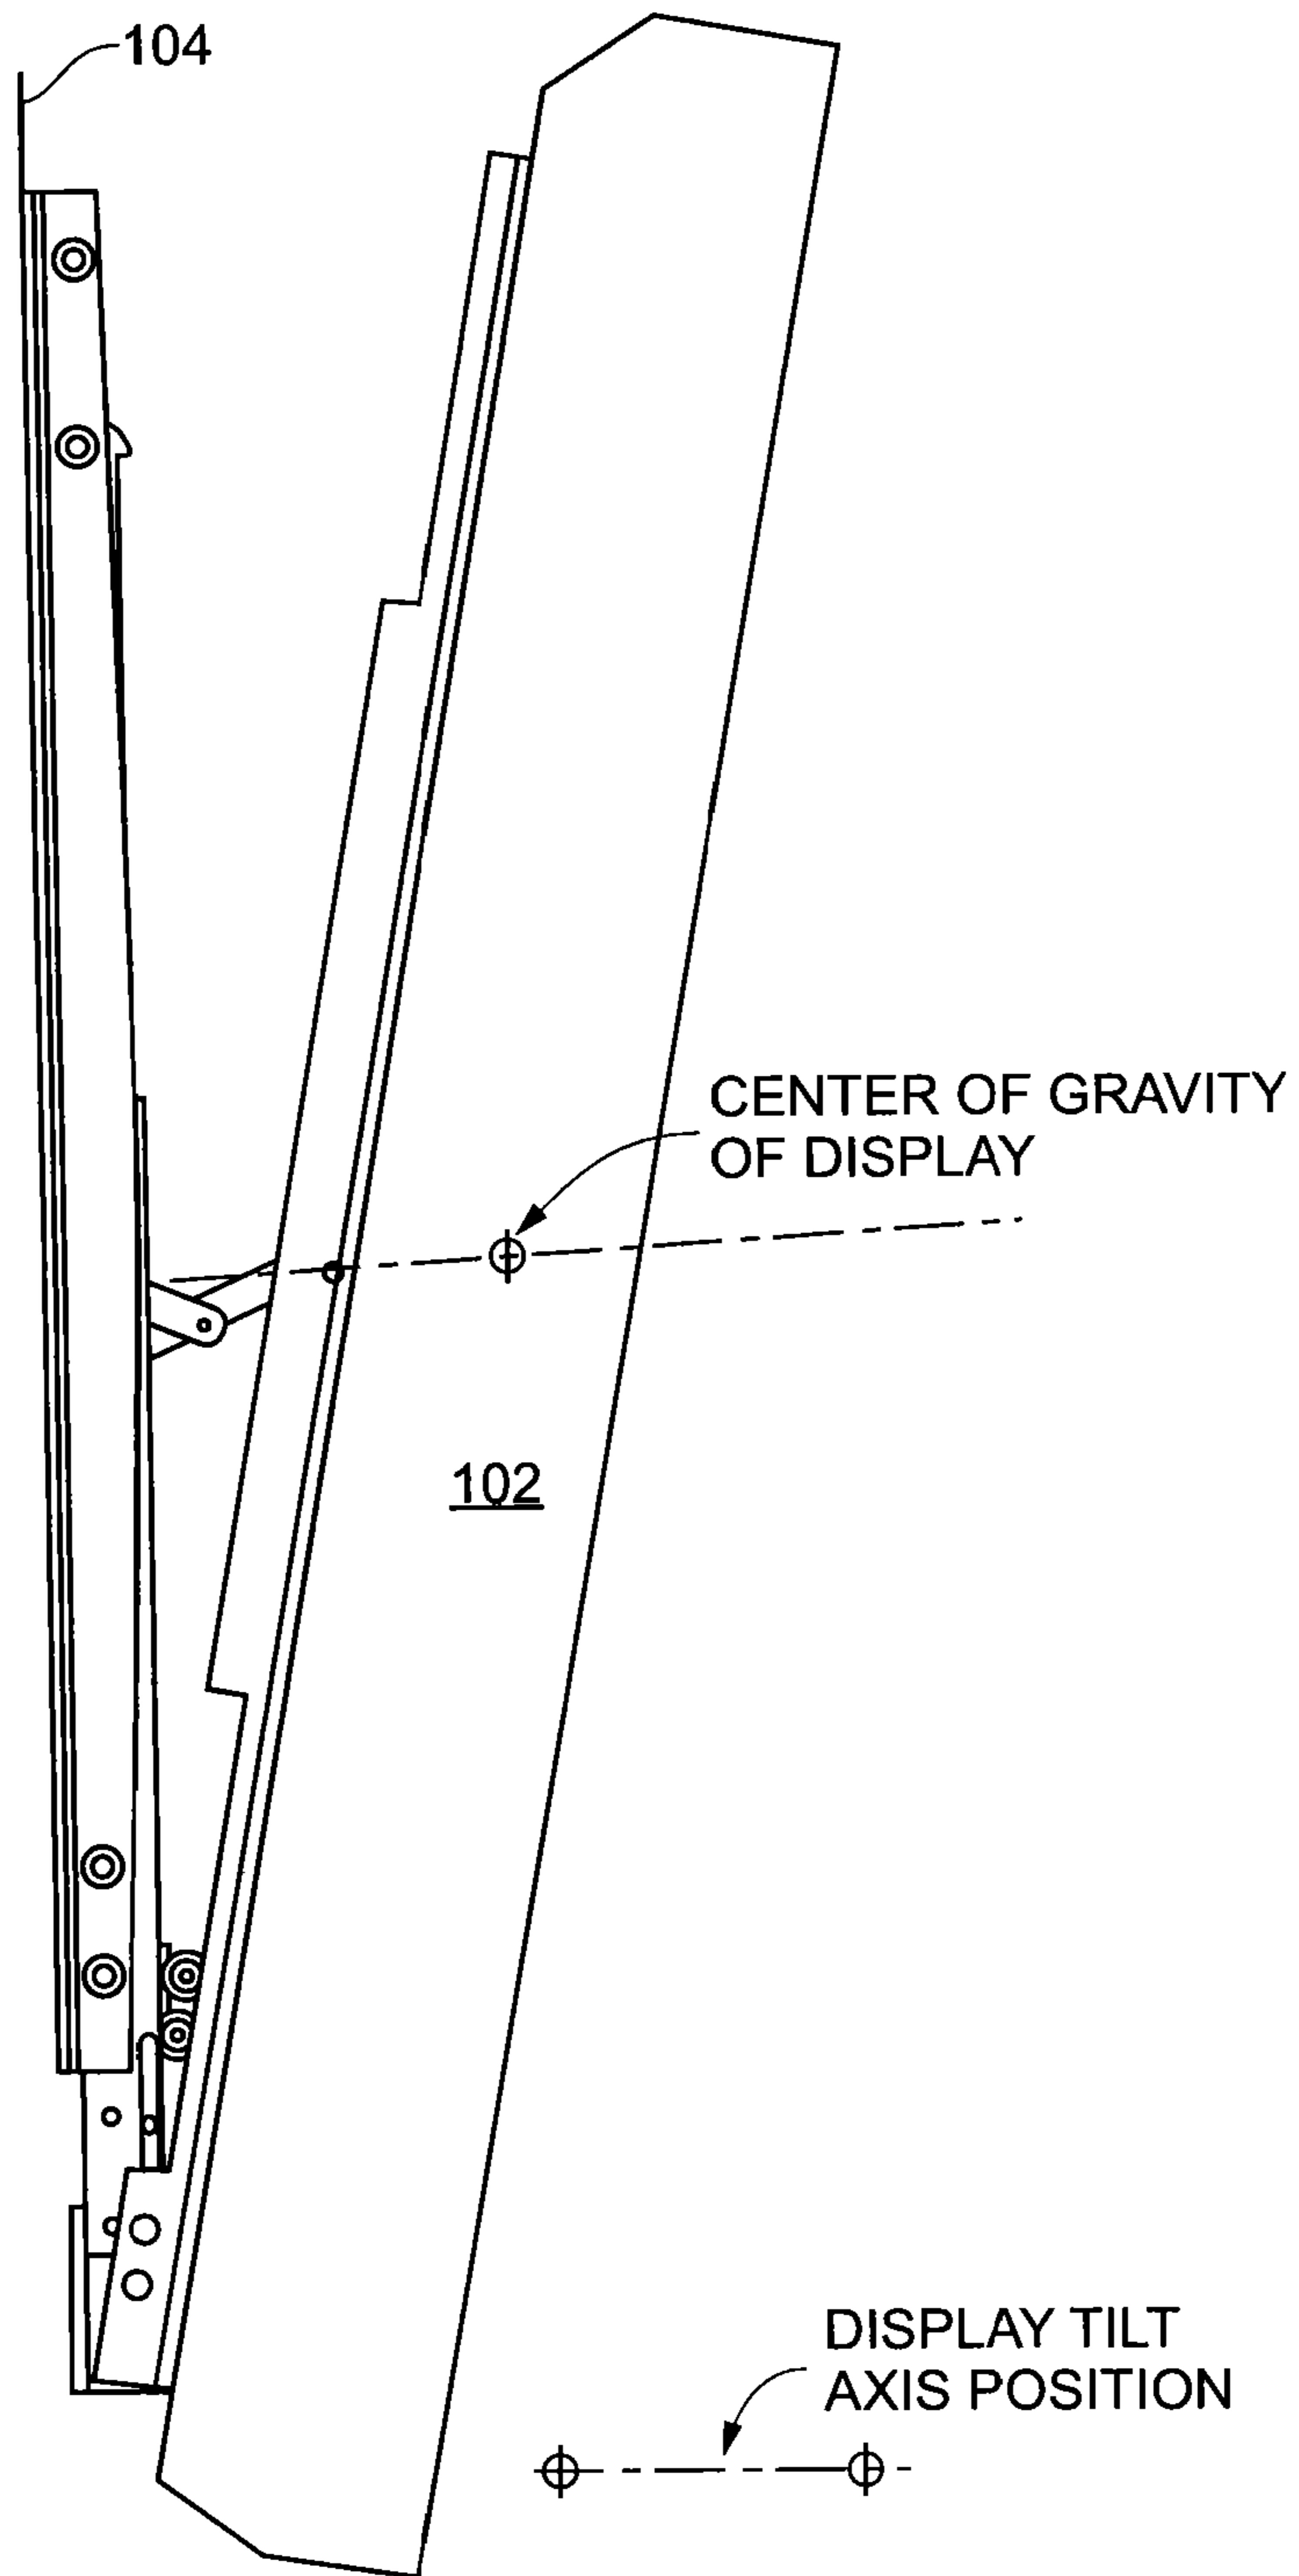 104
CENTER OF GRAVITY
OF DISPLAY
102
DISPLAY TILT
AXIS POSITION